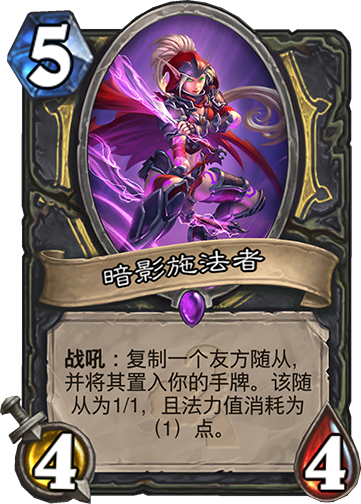 5
暗影施法者
战吼：复制一个友方随从，
并将其置入你的手牌。该随
从为1/1，且法力值消耗为
（1）点。
4
4